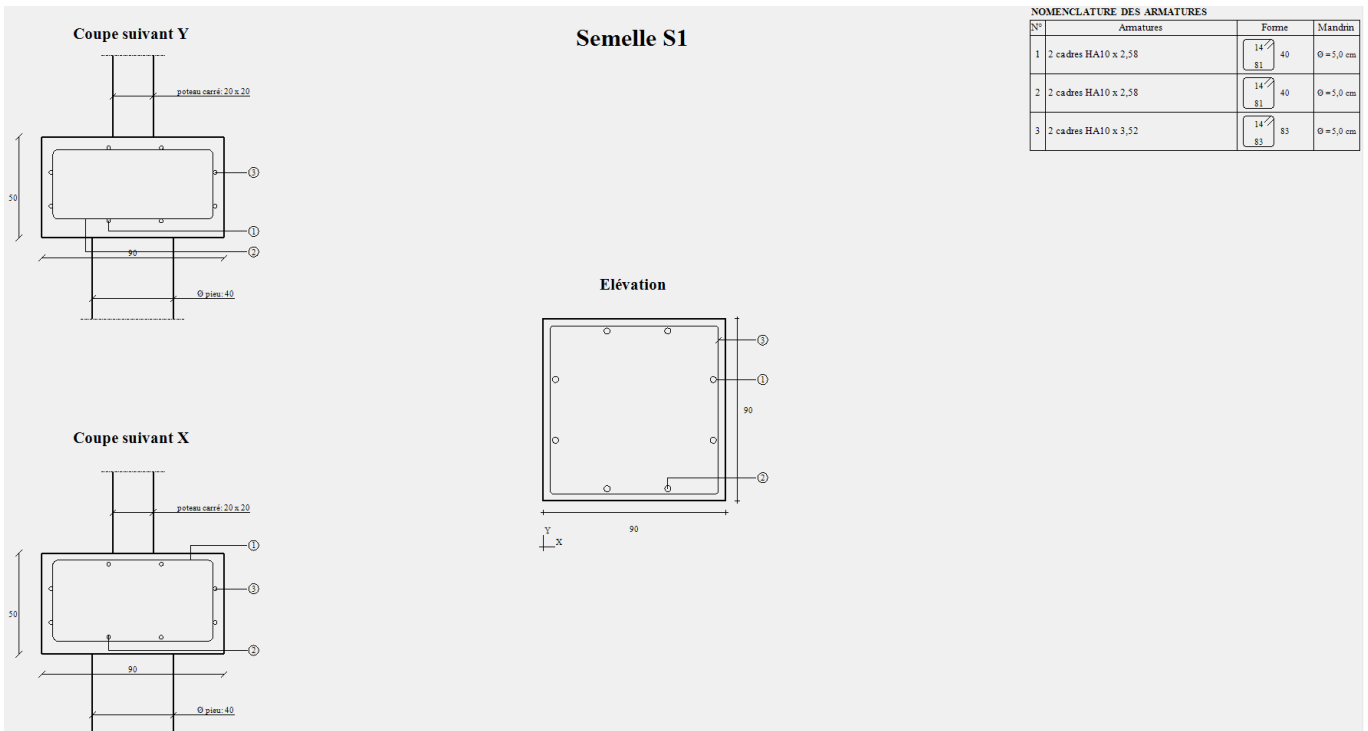 Semelle S1
Coupe suivant Y
poteau carré: 20 x 20
50
3
1
2
90
Ø pieu: 40
Coupe suivant X
poteau carré: 20 x 20
1
50
3
2
90
Ø pieu: 40
Elévation
3
1
90
2
90
Y
X
NOMENCLATURE DES ARMATURES
N° Armatures Forme Mandrin
1 2 cadres HA10 x 2,58 14 81 40 Ø = 5,0 cm
2 2 cadres HA10 x 2,58 14 81 40 Ø = 5,0 cm
3 2 cadres HA10 x 3,52 14 83 83 Ø = 5,0 cm